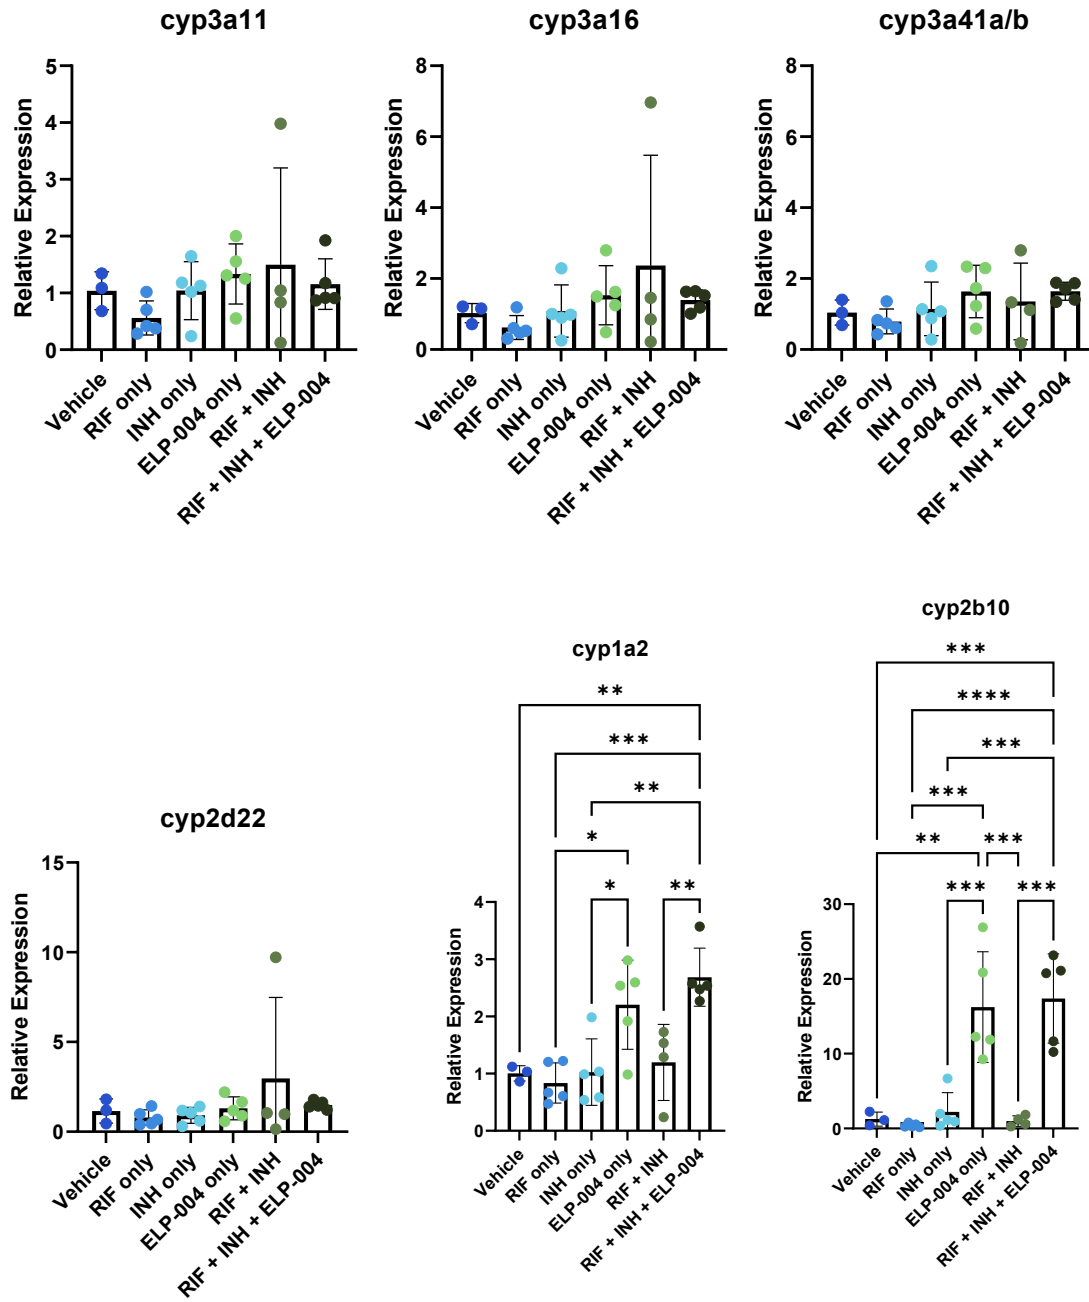 cyp3a11
Relative Expression
5
4
3
2
1
0
Vehicle
RIF only
INH only
ELP-004 only
RIF + INH
RIF + INH + ELP-004
cyp3a16
Relative Expression
8
6
4
2
0
Vehicle
RIF only
INH only
ELP-004 only
RIF + INH
RIF + INH + ELP-004
cyp3a41a/b
Relative Expression
8
6
4
2
0
Vehicle
RIF only
INH only
ELP-004 only
RIF + INH
RIF + INH + ELP-004
cyp2d22
Relative Expression
15
10
5
0
Vehicle
RIF only
INH only
ELP-004 only
RIF + INH
RIF + INH + ELP-004
cyp1a2
**
***
**
*
*
**
Relative Expression
4
3
2
1
0
Vehicle
RIF only
INH only
ELP-004 only
RIF + INH
RIF + INH + ELP-004
cyp2b10
***
****
***
***
**
***
***
***
Relative Expression
30
20
10
0
Vehicle
RIF only
INH only
ELP-004 only
RIF + INH
RIF + INH + ELP-004